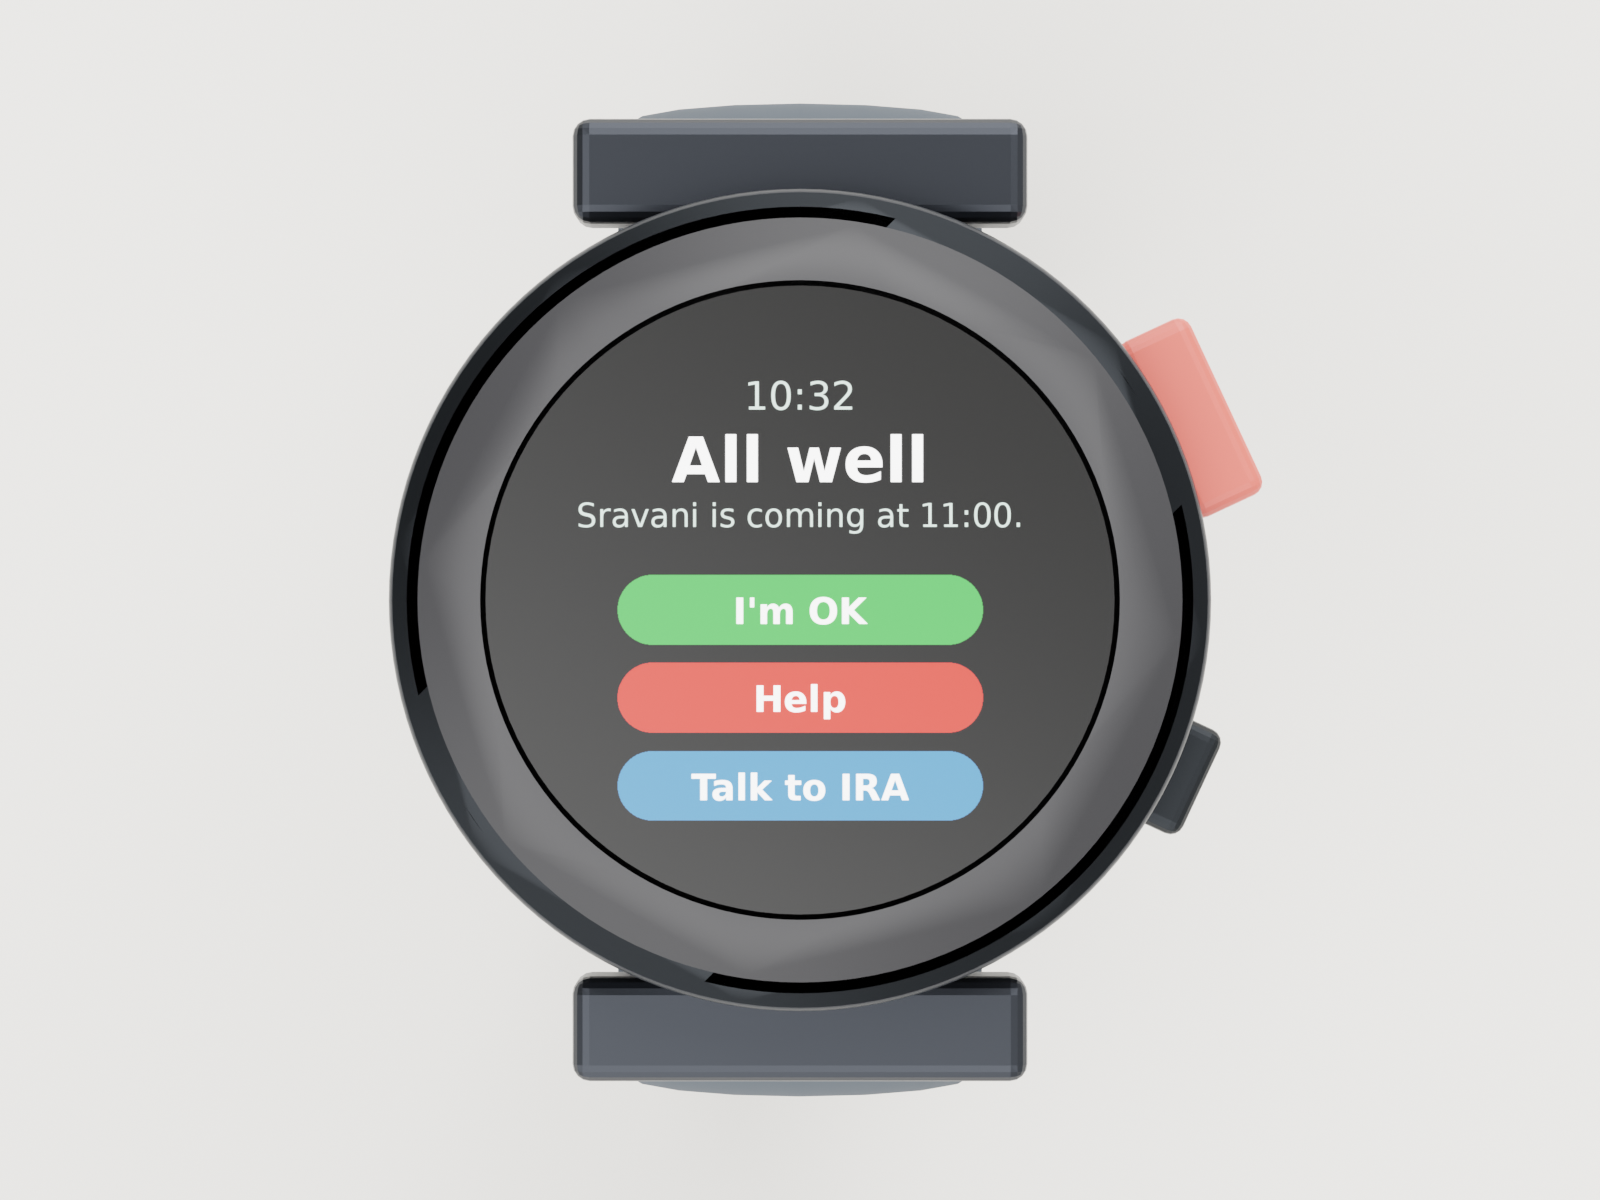 10:32
All well
Sravani is coming at 11:00.
I'm OK
Help
Talk to IRA